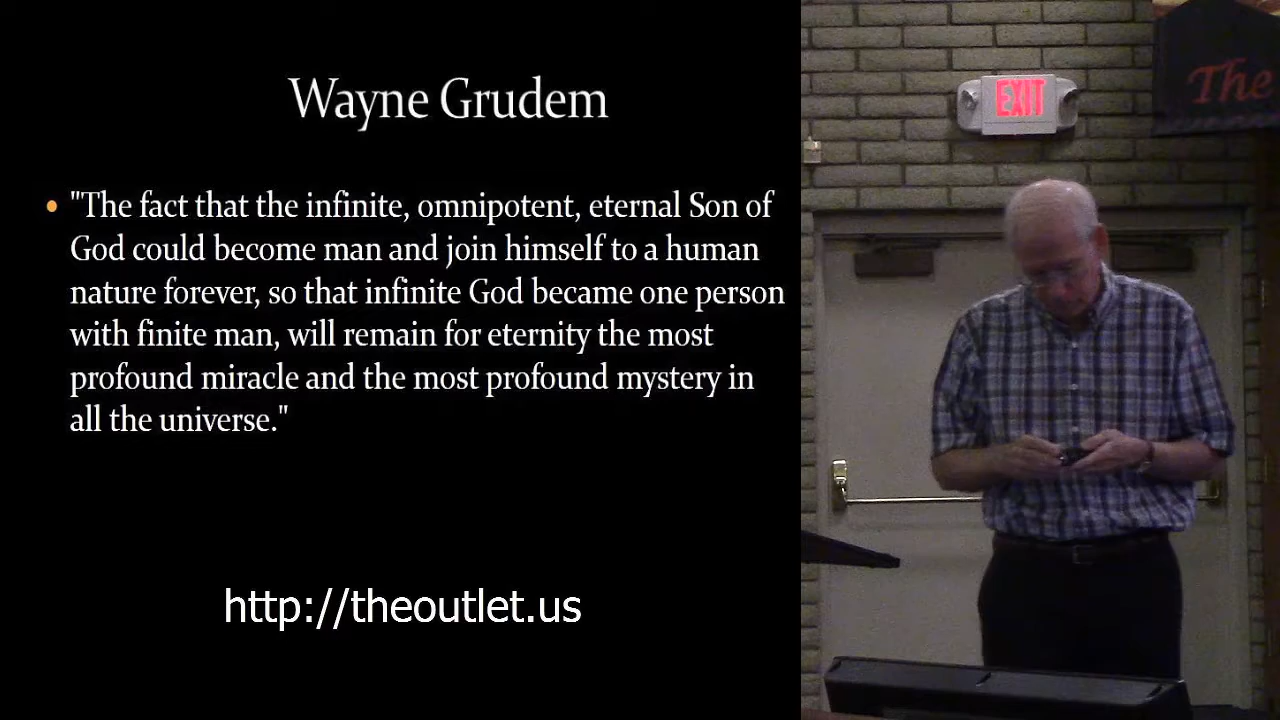 Wayne Grudem
• "The fact that the infinite, omnipotent, eternal Son of
God could become man and join himself to a human
nature forever, so that infinite God became one person
with finite man, will remain for eternity the most
profound miracle and the most profound mystery in
all the universe."
http://theoutlet.us
EXIT
The